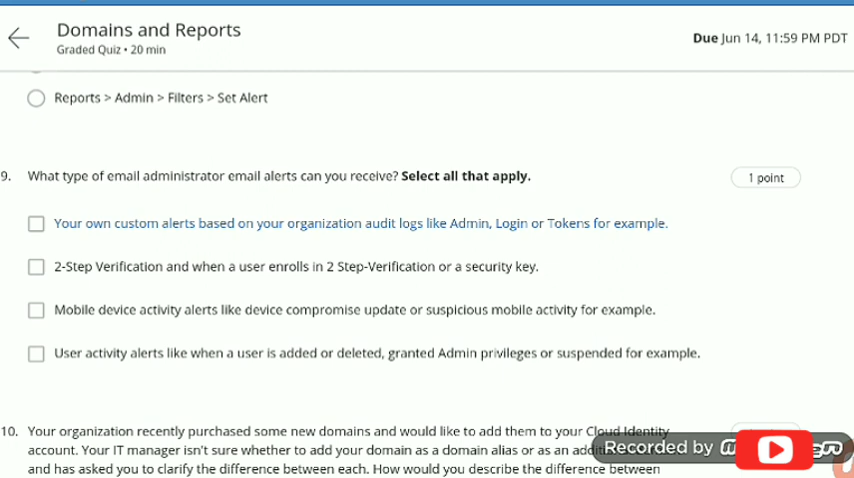 Domains and Reports
Graded Quiz • 20 min
Due Jun 14, 11:59 PM PDT
Reports > Admin > Filters > Set Alert
9. What type of email administrator email alerts can you receive? Select all that apply.
1 point
Your own custom alerts based on your organization audit logs like Admin, Login or Tokens for example.
2-Step Verification and when a user enrolls in 2 Step-Verification or a security key.
Mobile device activity alerts like device compromise update or suspicious mobile activity for example.
User activity alerts like when a user is added or deleted, granted Admin privileges or suspended for example.
10. Your organization recently purchased some new domains and would like to add them to your Cloud Identity
account. Your IT manager isn't sure whether to add your domain as a domain alias or as an
and has asked you to clarify the difference between each. How would you describe the difference between
Recorded by